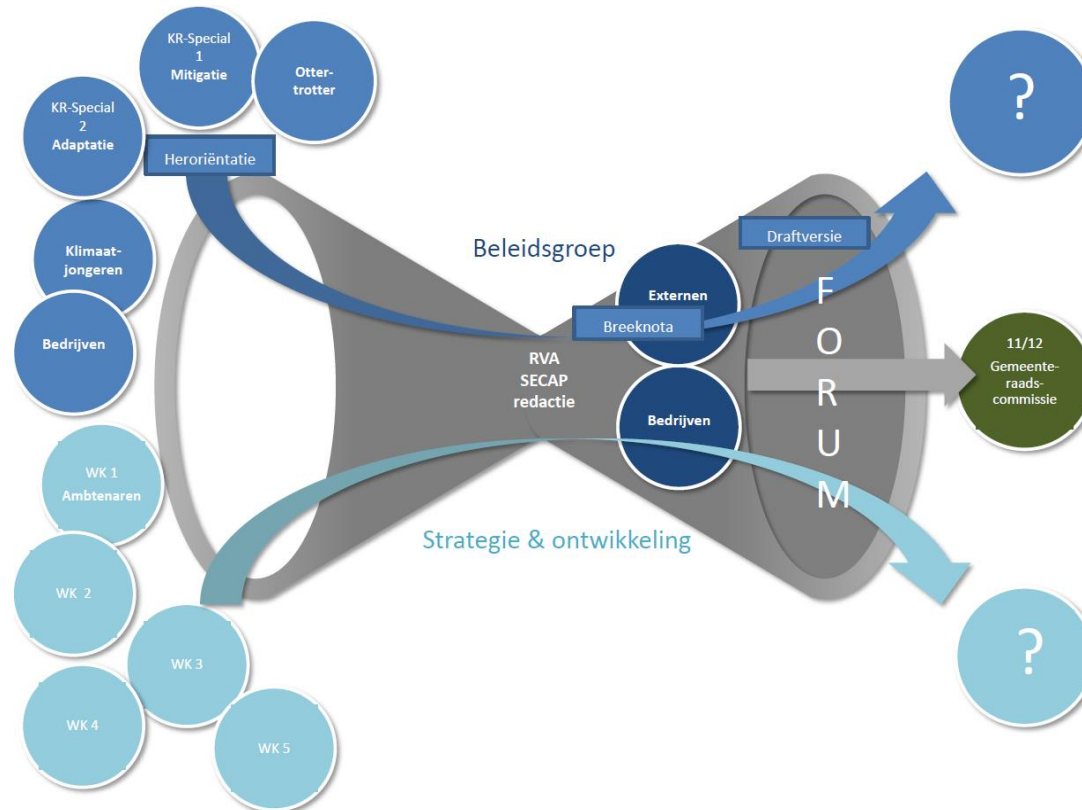 KR-Special
1
Mitigatie
Otter-
trotter
KR-Special
2
Adaptatie
Heroriëntatie
Klimaat-
jongeren
Bedrijven
WK 1
Ambtenaren
WK 2
WK 3
WK 4
WK 5
Beleidsgroep
RVA
SECAP
redactie
Strategie & ontwikkeling
Externen
Breeknota
Bedrijven
Draftversie
F
O
R
U
M
?
11/12
Gemeente-
raads-
commissie
?